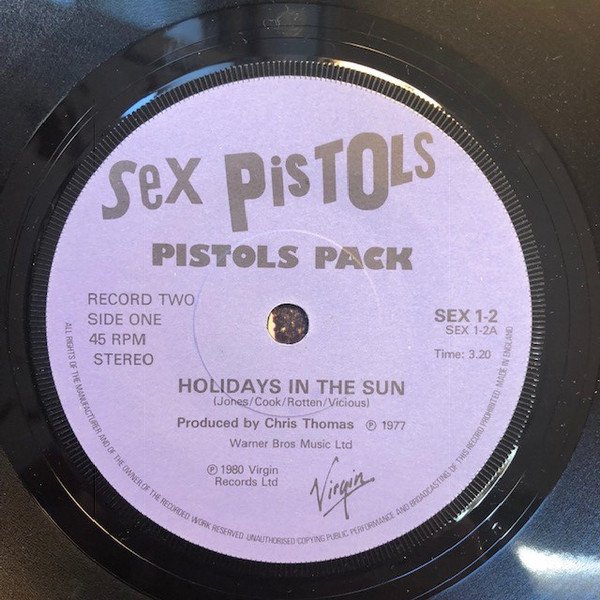 Sex PisTOLs
PISTOLS PACK
RECORD TWO
SIDE ONE
45 RPM
STEREO
SEX 1-2
SEX 1-2A
Time: 3.20
HOLIDAYS IN THE SUN
(Jones/Cook/Rotten/Vicious)
Produced by Chris Thomas ℗ 1977
Warner Bros Music Ltd
℗ 1980 Virgin
Records Ltd
Virgin
ALL RIGHTS OF THE MANUFACTURER AND OF THE OWNER OF THE RECORDED WORK RESERVED. UNAUTHORISED COPYING PUBLIC PERFORMANCE AND BROADCASTING OF THIS RECORD PROHIBITED. MADE IN ENGLAND